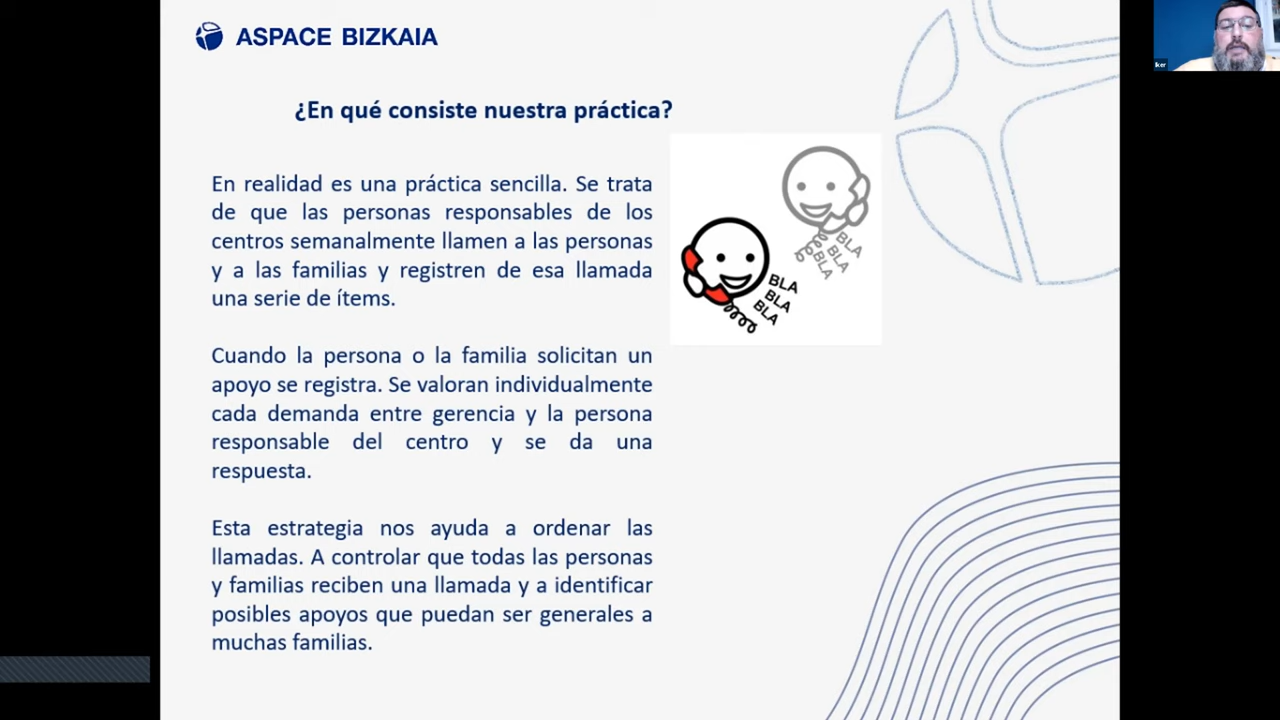 ASPACE BIZKAIA
Iker
¿En qué consiste nuestra práctica?
En realidad es una práctica sencilla. Se trata
de que las personas responsables de los
centros semanalmente llamen a las personas
y a las familias y registren de esa llamada
una serie de ítems.
BLA
BLA
BLA
BLA
BLA
BLA
Cuando la persona o la familia solicitan un
apoyo se registra. Se valoran individualmente
cada demanda entre gerencia y la persona
responsable del centro y se da una
respuesta.
Esta estrategia nos ayuda a ordenar las
llamadas. A controlar que todas las personas
y familias reciben una llamada y a identificar
posibles apoyos que puedan ser generales a
muchas familias.